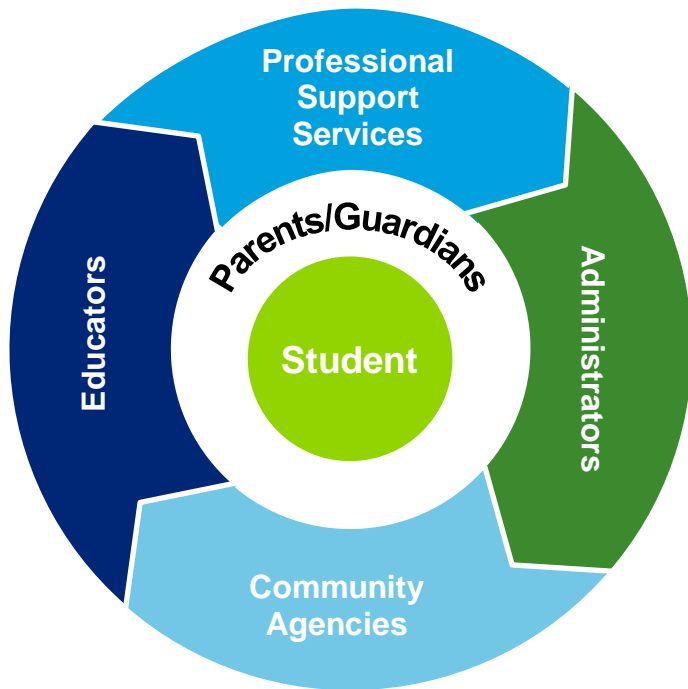 Professional
Support
Services
Parents/Guardians
Educators
Student
Administrators
Community
Agencies